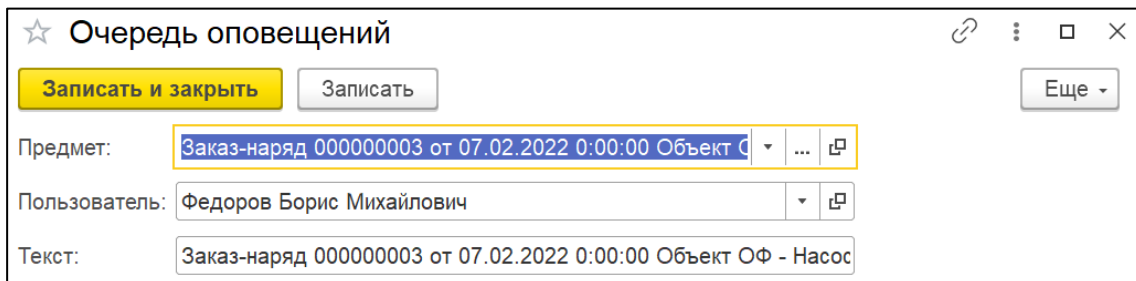 Очередь оповещений
Записать и закрыть Записать Еще
Предмет: Заказ-наряд 000000003 от 07.02.2022 0:00:00 Объект
Пользователь: Федоров Борис Михайлович
Текст: Заказ-наряд 000000003 от 07.02.2022 0:00:00 Объект ОФ - Насос